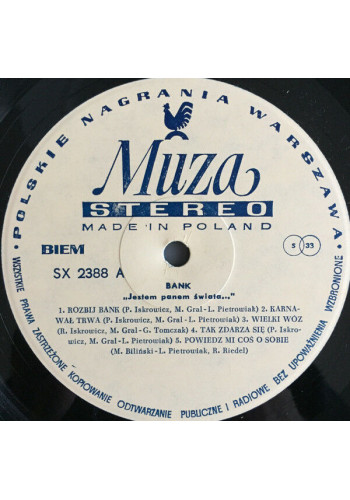 · POLSKIE NAGRANIA WARSZAWA ·
Muza
STEREO
MADE IN POLAND
BIEM
S 33
SX 2388 A
BANK
„Jestem panem świata..."
1. ROZBIJ BANK (P. Iskrowicz, M. Gral-L. Pietrowiak) 2. KARNA-
WAŁ TRWA (P. Iskrowicz, M. Gral-L. Pietrowiak) 3. WIELKI WÓZ
(R. Iskrowicz, M. Gral-G. Tomczak) 4. TAK ZDARZA SIĘ (P. Iskro-
wicz, M. Gral-L. Pietrowiak) 5. POWIEDZ MI COŚ O SOBIE
(M. Biliński-L. Pietrowiak, R. Riedel)
· WSZYSTKIE PRAWA ZASTRZEŻONE KOPIOWANIE ODTWARZANIE PUBLICZNE I RADIOWE BEZ UPOWAŻNIENIA WZBRONIONE ·